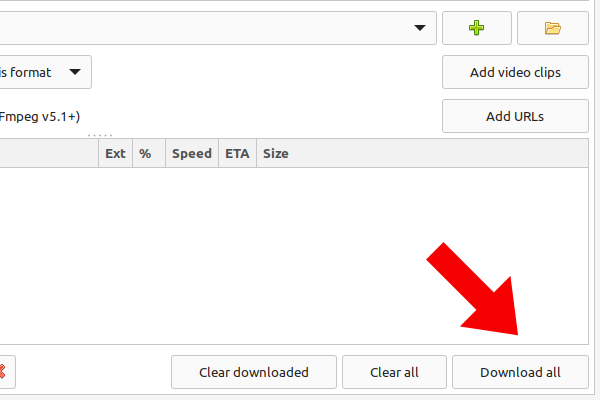 is format
Add video clips
Fmpeg v5.1+)
Add URLs
Ext % Speed ETA Size
Clear downloaded Clear all Download all